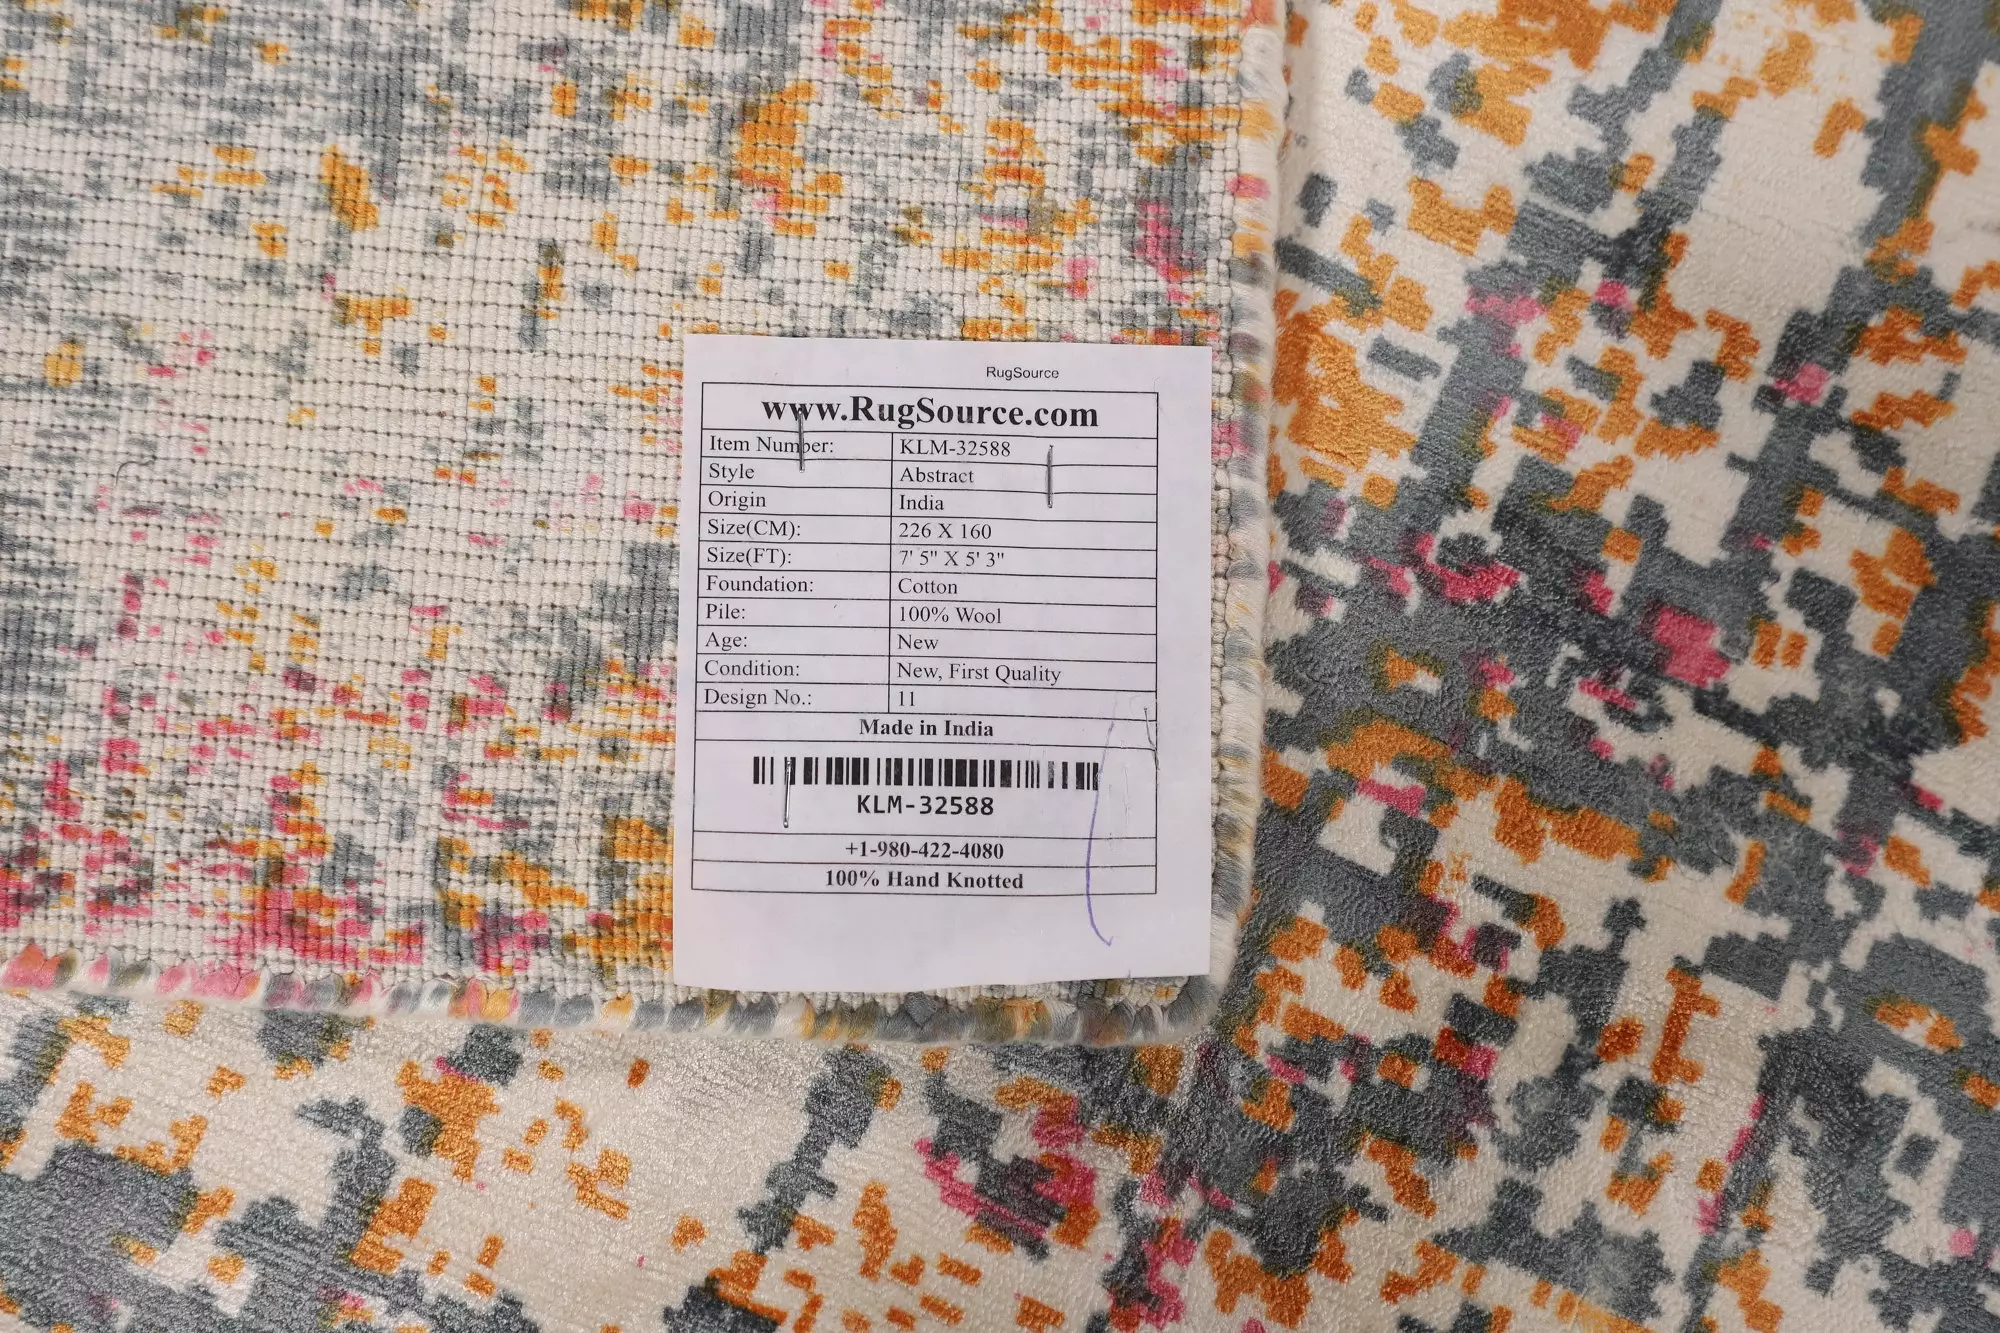 RugSource
www.RugSource.com
Item Number: KLM-32588
Style Abstract
Origin India
Size(CM): 226 X 160
Size(FT): 7' 5" X 5' 3"
Foundation: Cotton
Pile: 100% Wool
Age: New
Condition: New, First Quality
Design No.: 11
Made in India
KLM-32588
+1-980-422-4080
100% Hand Knotted